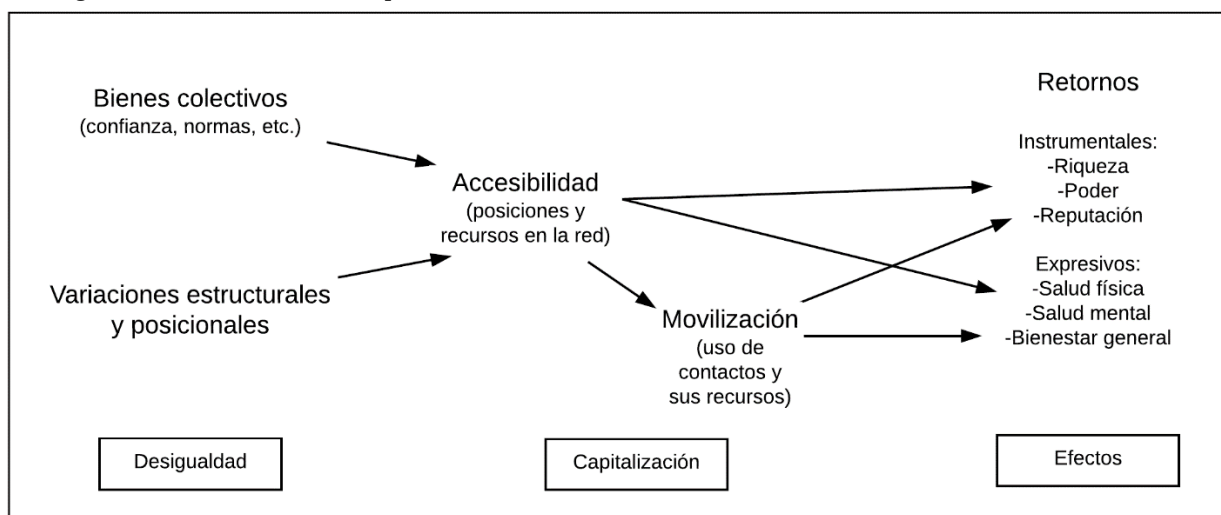 Bienes colectivos
(confianza, normas, etc.)
Variaciones estructurales
y posicionales
Accesibilidad
(posiciones y
recursos en la red)
Movilización
(uso de
contactos y
sus recursos)
Retornos
Instrumentales:
-Riqueza
-Poder
-Reputación
Expresivos:
-Salud física
-Salud mental
-Bienestar general
Desigualdad
Capitalización
Efectos